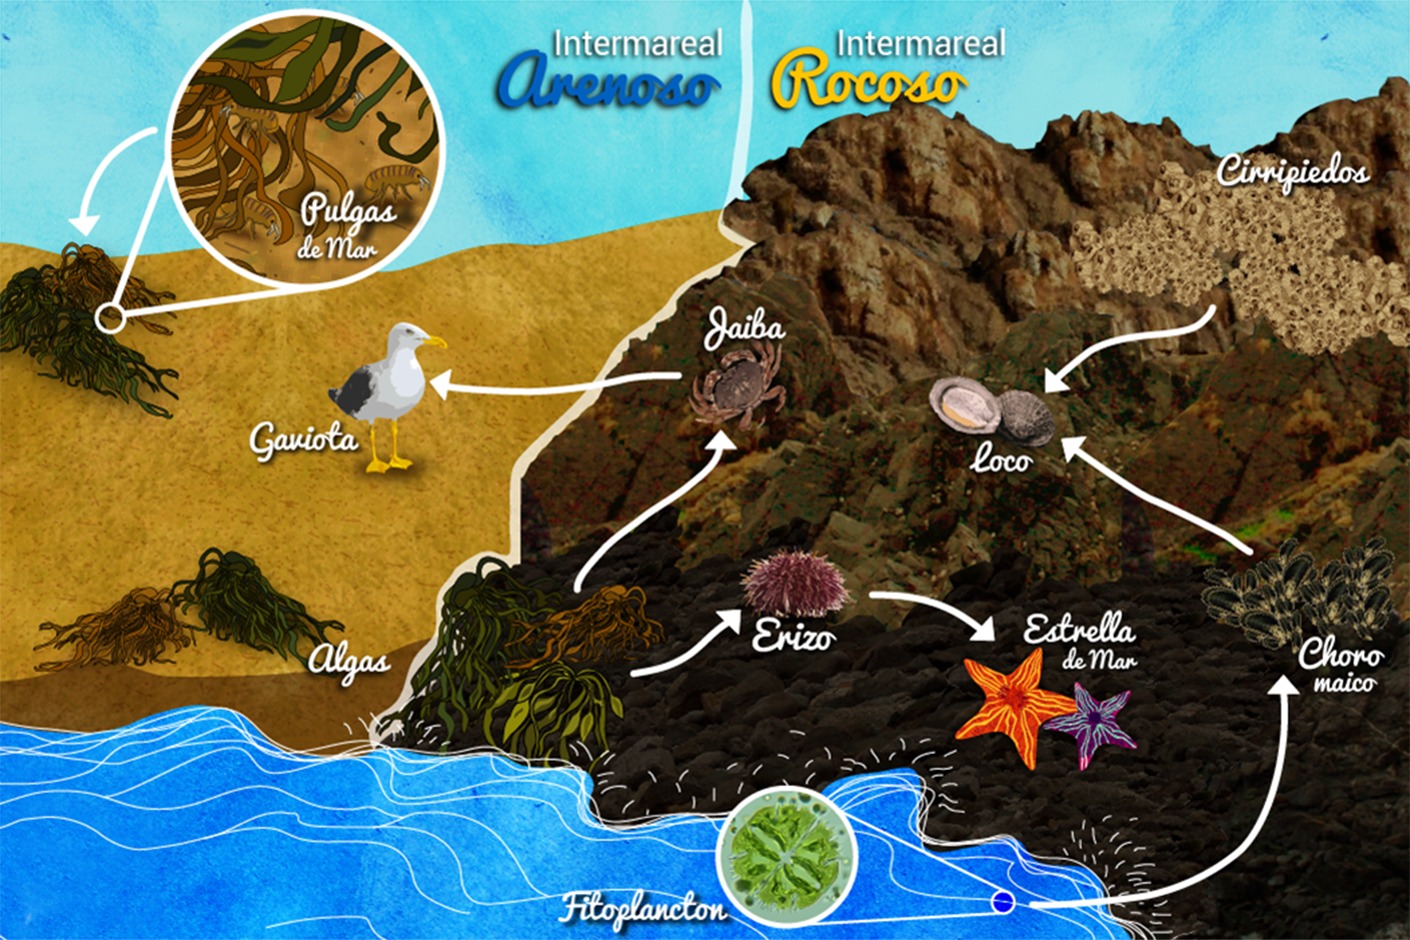 Intermareal
Arenoso
Intermareal
Rocoso
Pulgas
de Mar
Cirripiedos
Jaiba
Gaviota
Loco
Erizo
Estrella
de Mar
Algas
Choro
maico
Fitoplancton